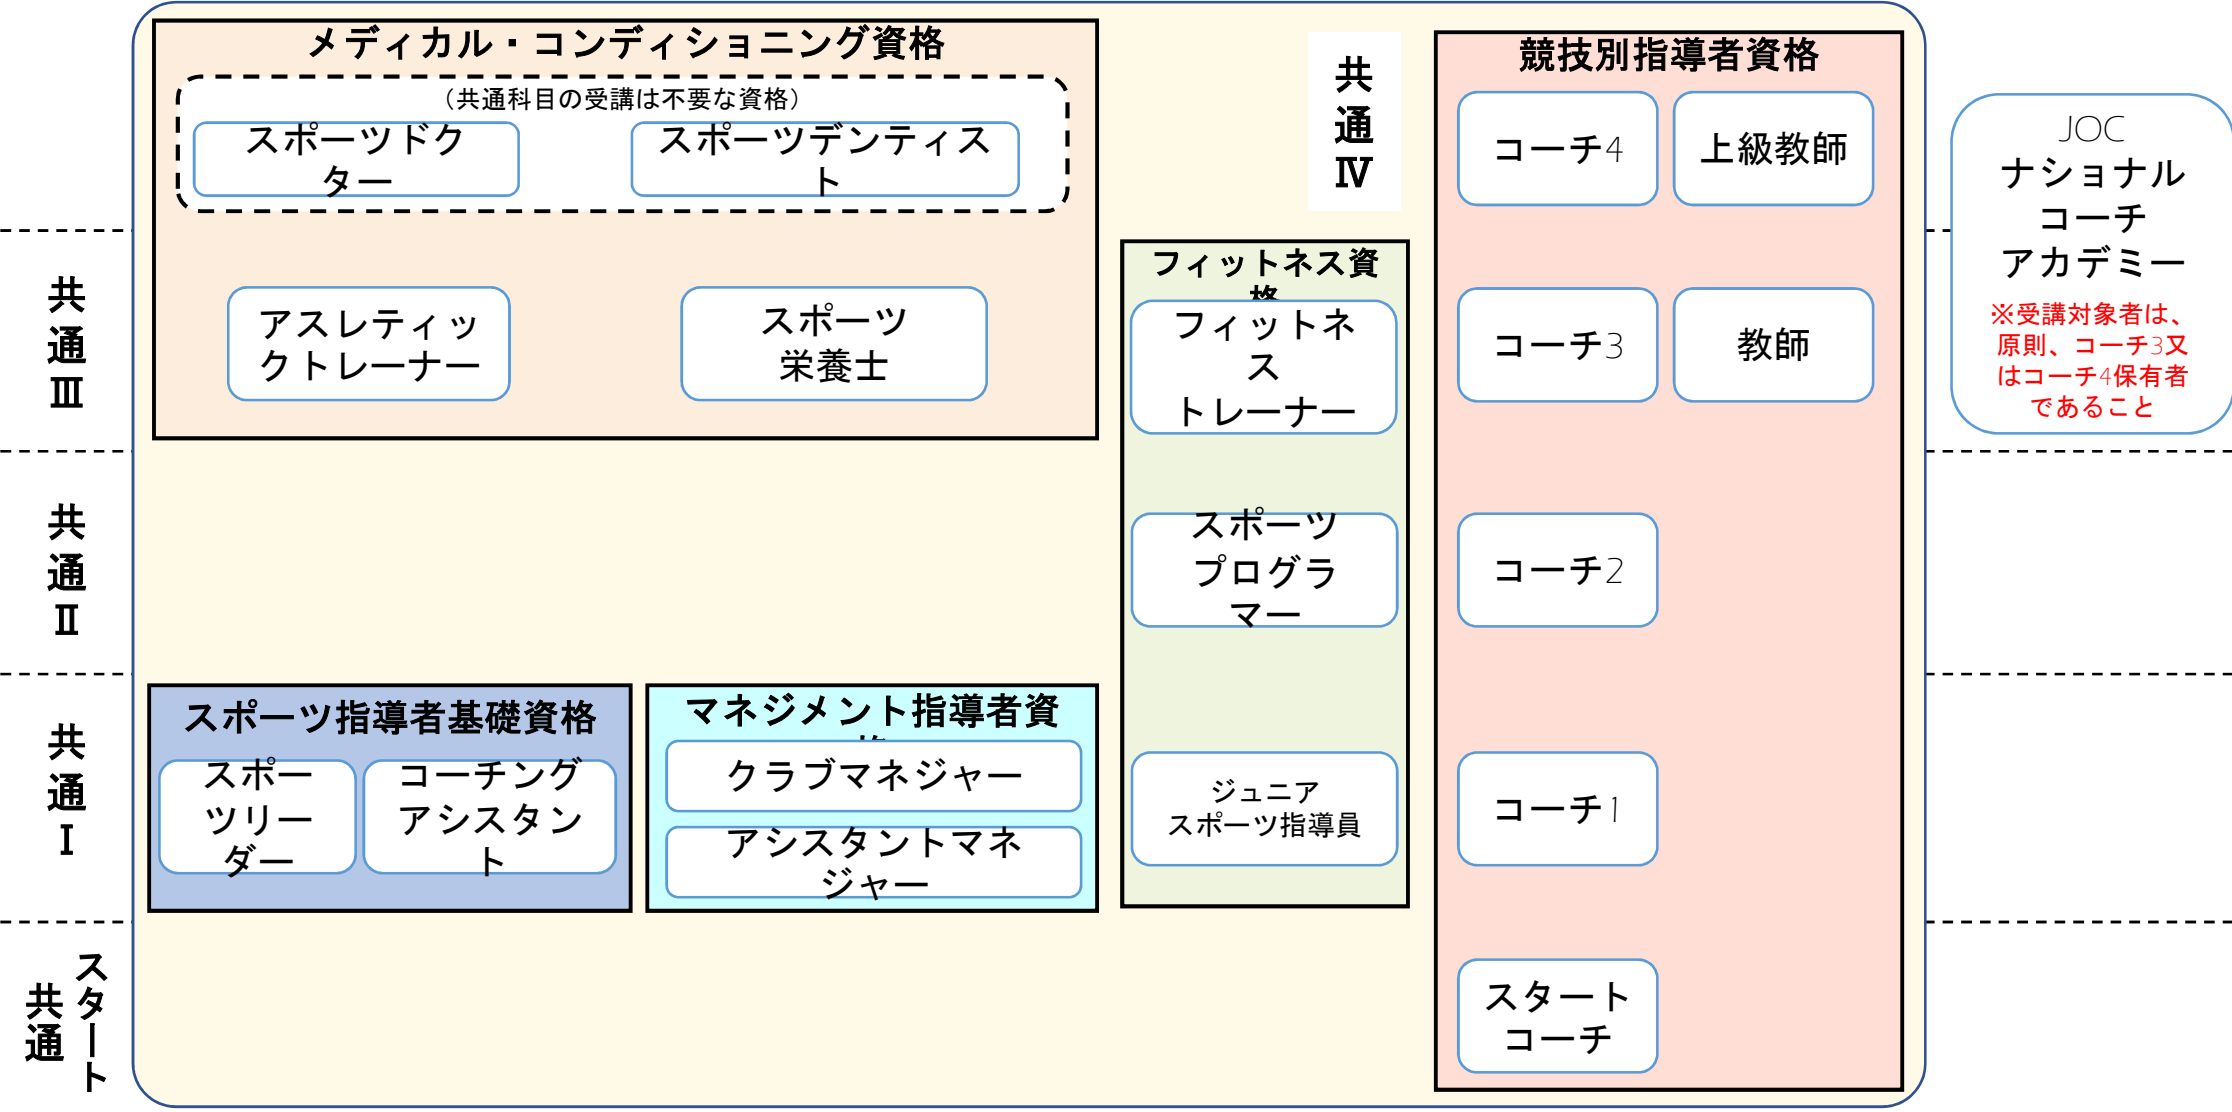 メディカル・コンディショニング資格
（共通科目の受講は不要な資格）
スポーツドク
ター
スポーツデンティス
ト
アスレティッ
クトレーナー
スポーツ
栄養士
共
通
Ⅳ
競技別指導者資格
コーチ4
上級教師
コーチ3
教師
コーチ2
コーチ1
スタート
コーチ
JOC
ナショナル
コーチ
アカデミー
※受講対象者は、
原則、コーチ3又
はコーチ4保有者
であること
フィットネス資
格
フィットネ
ス
トレーナー
スポーツ
プログラ
マー
ジュニア
スポーツ指導員
共
通
Ⅲ
共
通
Ⅱ
共
通
Ⅰ
スポーツ指導者基礎資格
スポー
ツリー
ダー
コーチング
アシスタン
ト
マネジメント指導者資
クラブマネジャー
アシスタントマネ
ジャー
スタート
共通